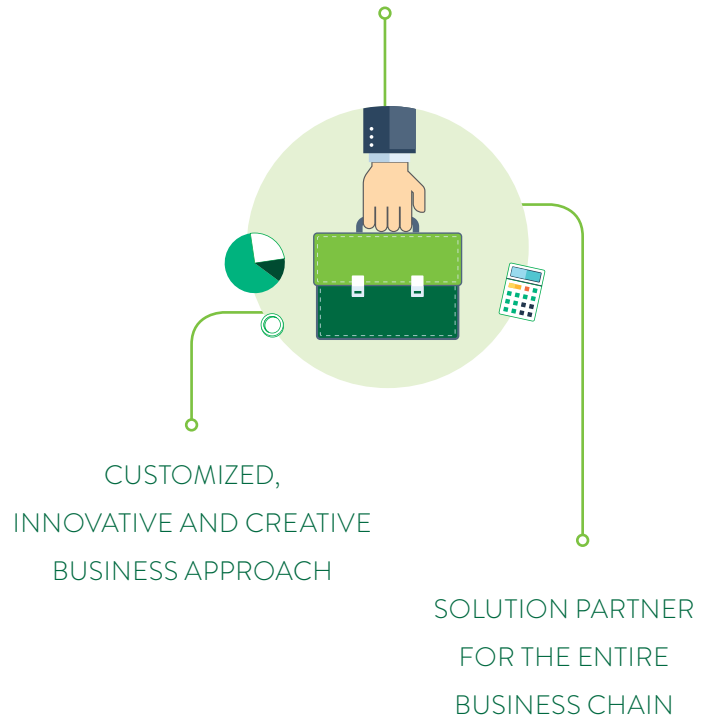 CUSTOMIZED,
INNOVATIVE AND CREATIVE
BUSINESS APPROACH
SOLUTION PARTNER
FOR THE ENTIRE
BUSINESS CHAIN